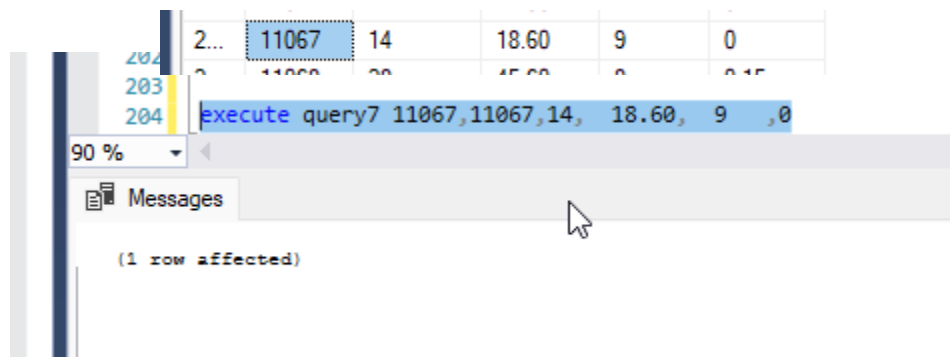 2... 11067 14 18.60 9 0
202
203
204 execute query7 11067,11067,14, 18.60, 9 ,0
90 %
Messages
(1 row affected)